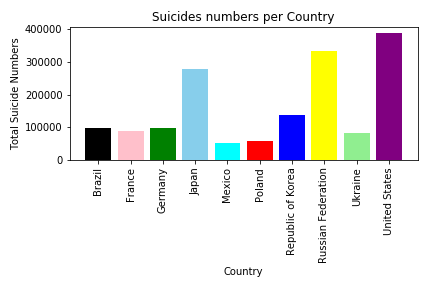 Suicides numbers per Country
Total Suicide Numbers
400000
300000
200000
100000
0
Brazil
France
Germany
Japan
Mexico
Poland
Republic of Korea
Russian Federation
Ukraine
United States
Country